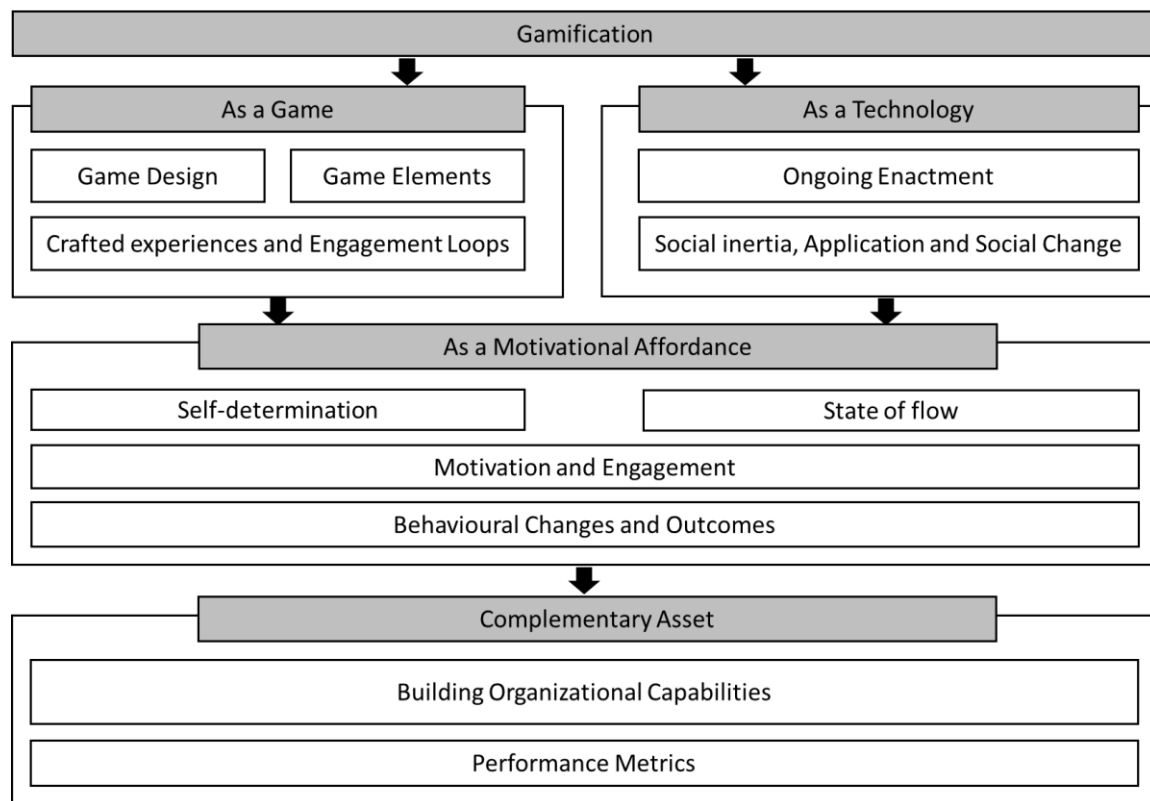 Gamification
As a Game
As a Technology
Game Design
Game Elements
Ongoing Enactment
Crafted experiences and Engagement Loops
Social inertia, Application and Social Change
As a Motivational Affordance
Self-determination
State of flow
Motivation and Engagement
Behavioural Changes and Outcomes
Complementary Asset
Building Organizational Capabilities
Performance Metrics